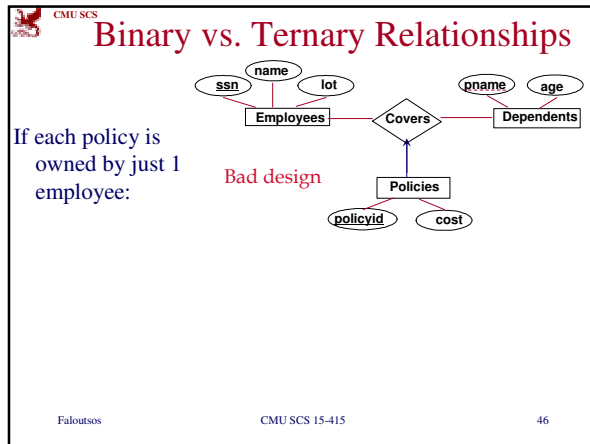 CMU SCS
Binary vs. Ternary Relationships
name
ssn
lot
pname
age
Employees
Covers
Dependents
If each policy is
owned by just 1
employee:
Bad design
Policies
policyid
cost
Faloutsos
CMU SCS 15-415
46